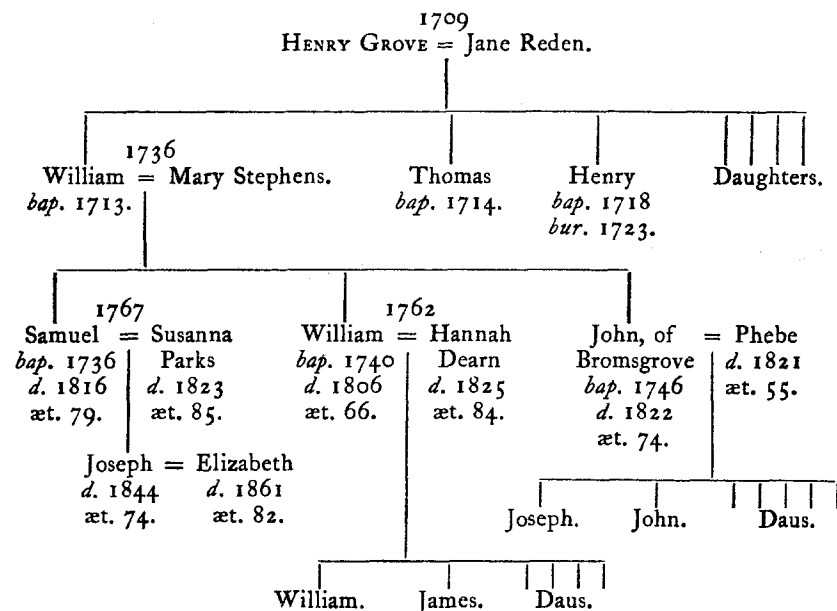 1709
HENRY GROVE = Jane Reden.
1736
William = Mary Stephens.
bap. 1713.
Thomas
bap. 1714.
Henry
bap. 1718
bur. 1723.
Daughters.
1767
Samuel = Susanna
bap. 1736 Parks
d. 1816 d. 1823
æt. 79. æt. 85.
1762
William = Hannah
bap. 1740 Dearn
d. 1806 d. 1825
æt. 66. æt. 84.
John, of = Phebe
Bromsgrove d. 1821
bap. 1746 æt. 55.
d. 1822
æt. 74.
Joseph = Elizabeth
d. 1844 d. 1861
æt. 74. æt. 82.
Joseph. John. Daus.
William. James. Daus.